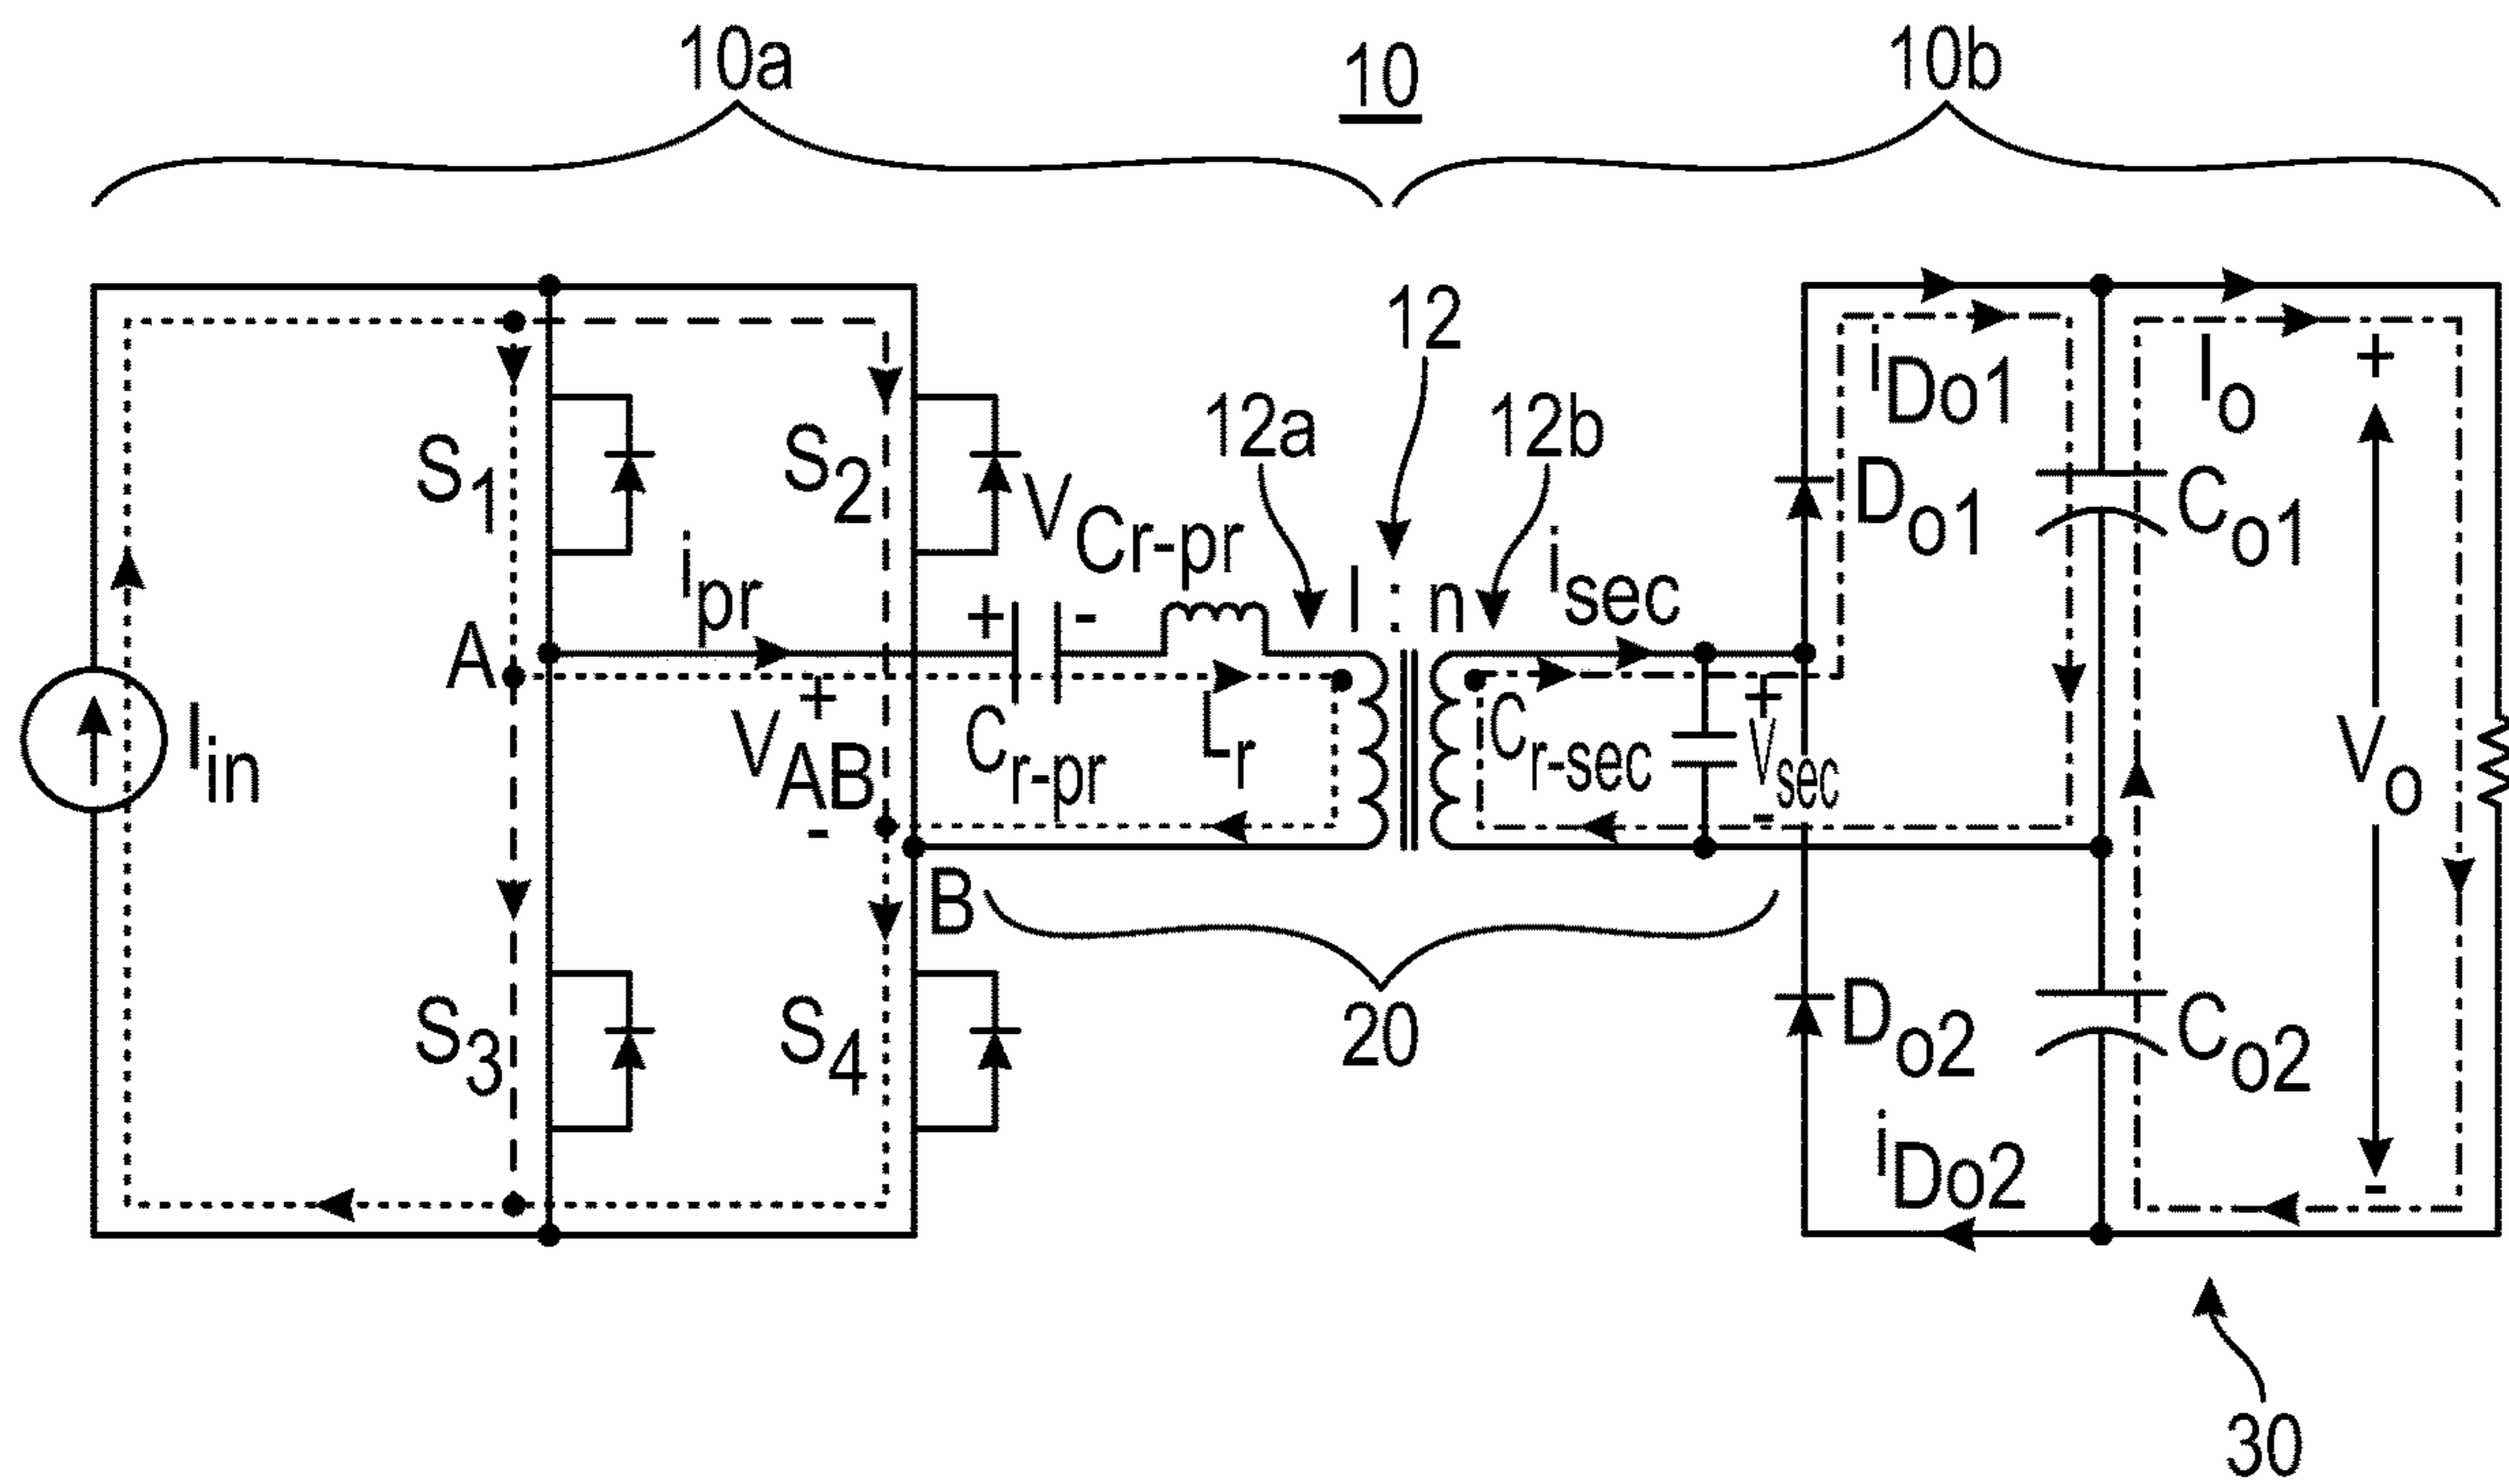 10a
10
10b
12
12a
12b
1 : n
S1
S2
VCr-pr
+
-
ipr
A
Iin
+
VAB
-
Cr-pr
Lr
B
isec
Cr-sec
+
Vsec
-
iDo1
Do1
Co1
Io
+
Vo
-
S3
S4
20
Do2
iDo2
Co2
30